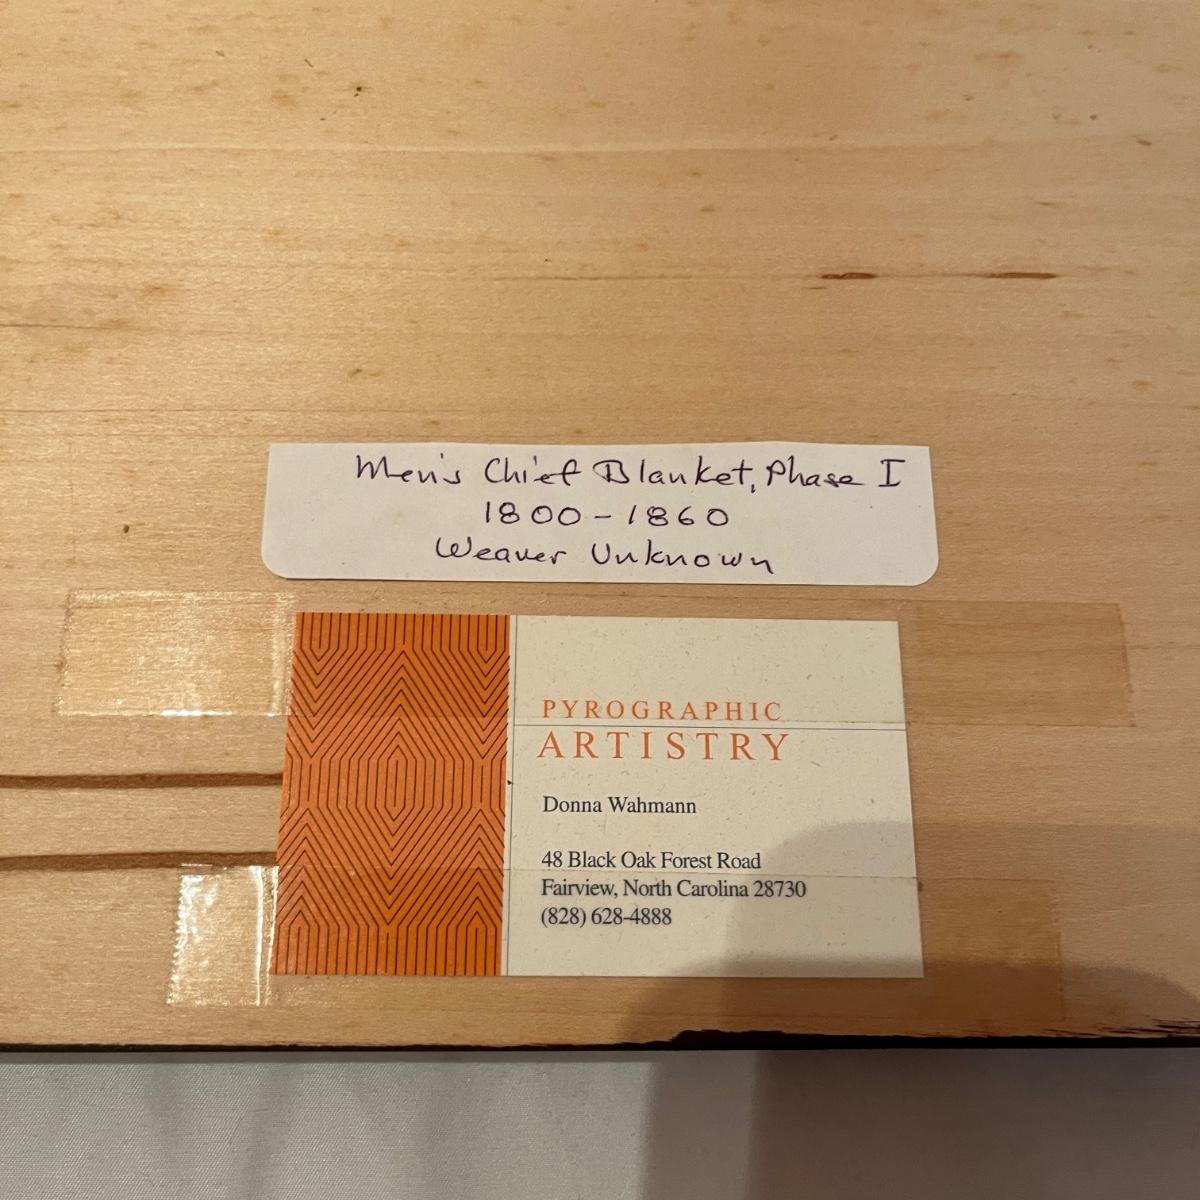 Men's Chief Blanket, Phase I
1800-1860
Weaver Unknown
PYROGRAPHIC
ARTISTRY
Donna Wahmann
48 Black Oak Forest Road
Fairview, North Carolina 28730
(828) 628-4888